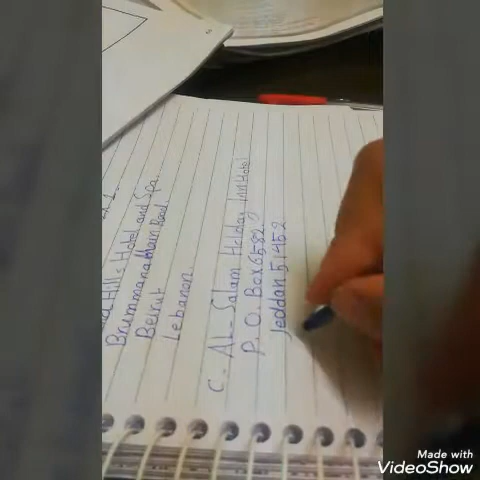 Hills Hotel and Spa.
Brummana Main Road.
Beirut
Lebanon.
C. AL-Salam Holiday Inn Hotel
P.O. Box 6582
Jeddah 51452
Made with
VideoShow